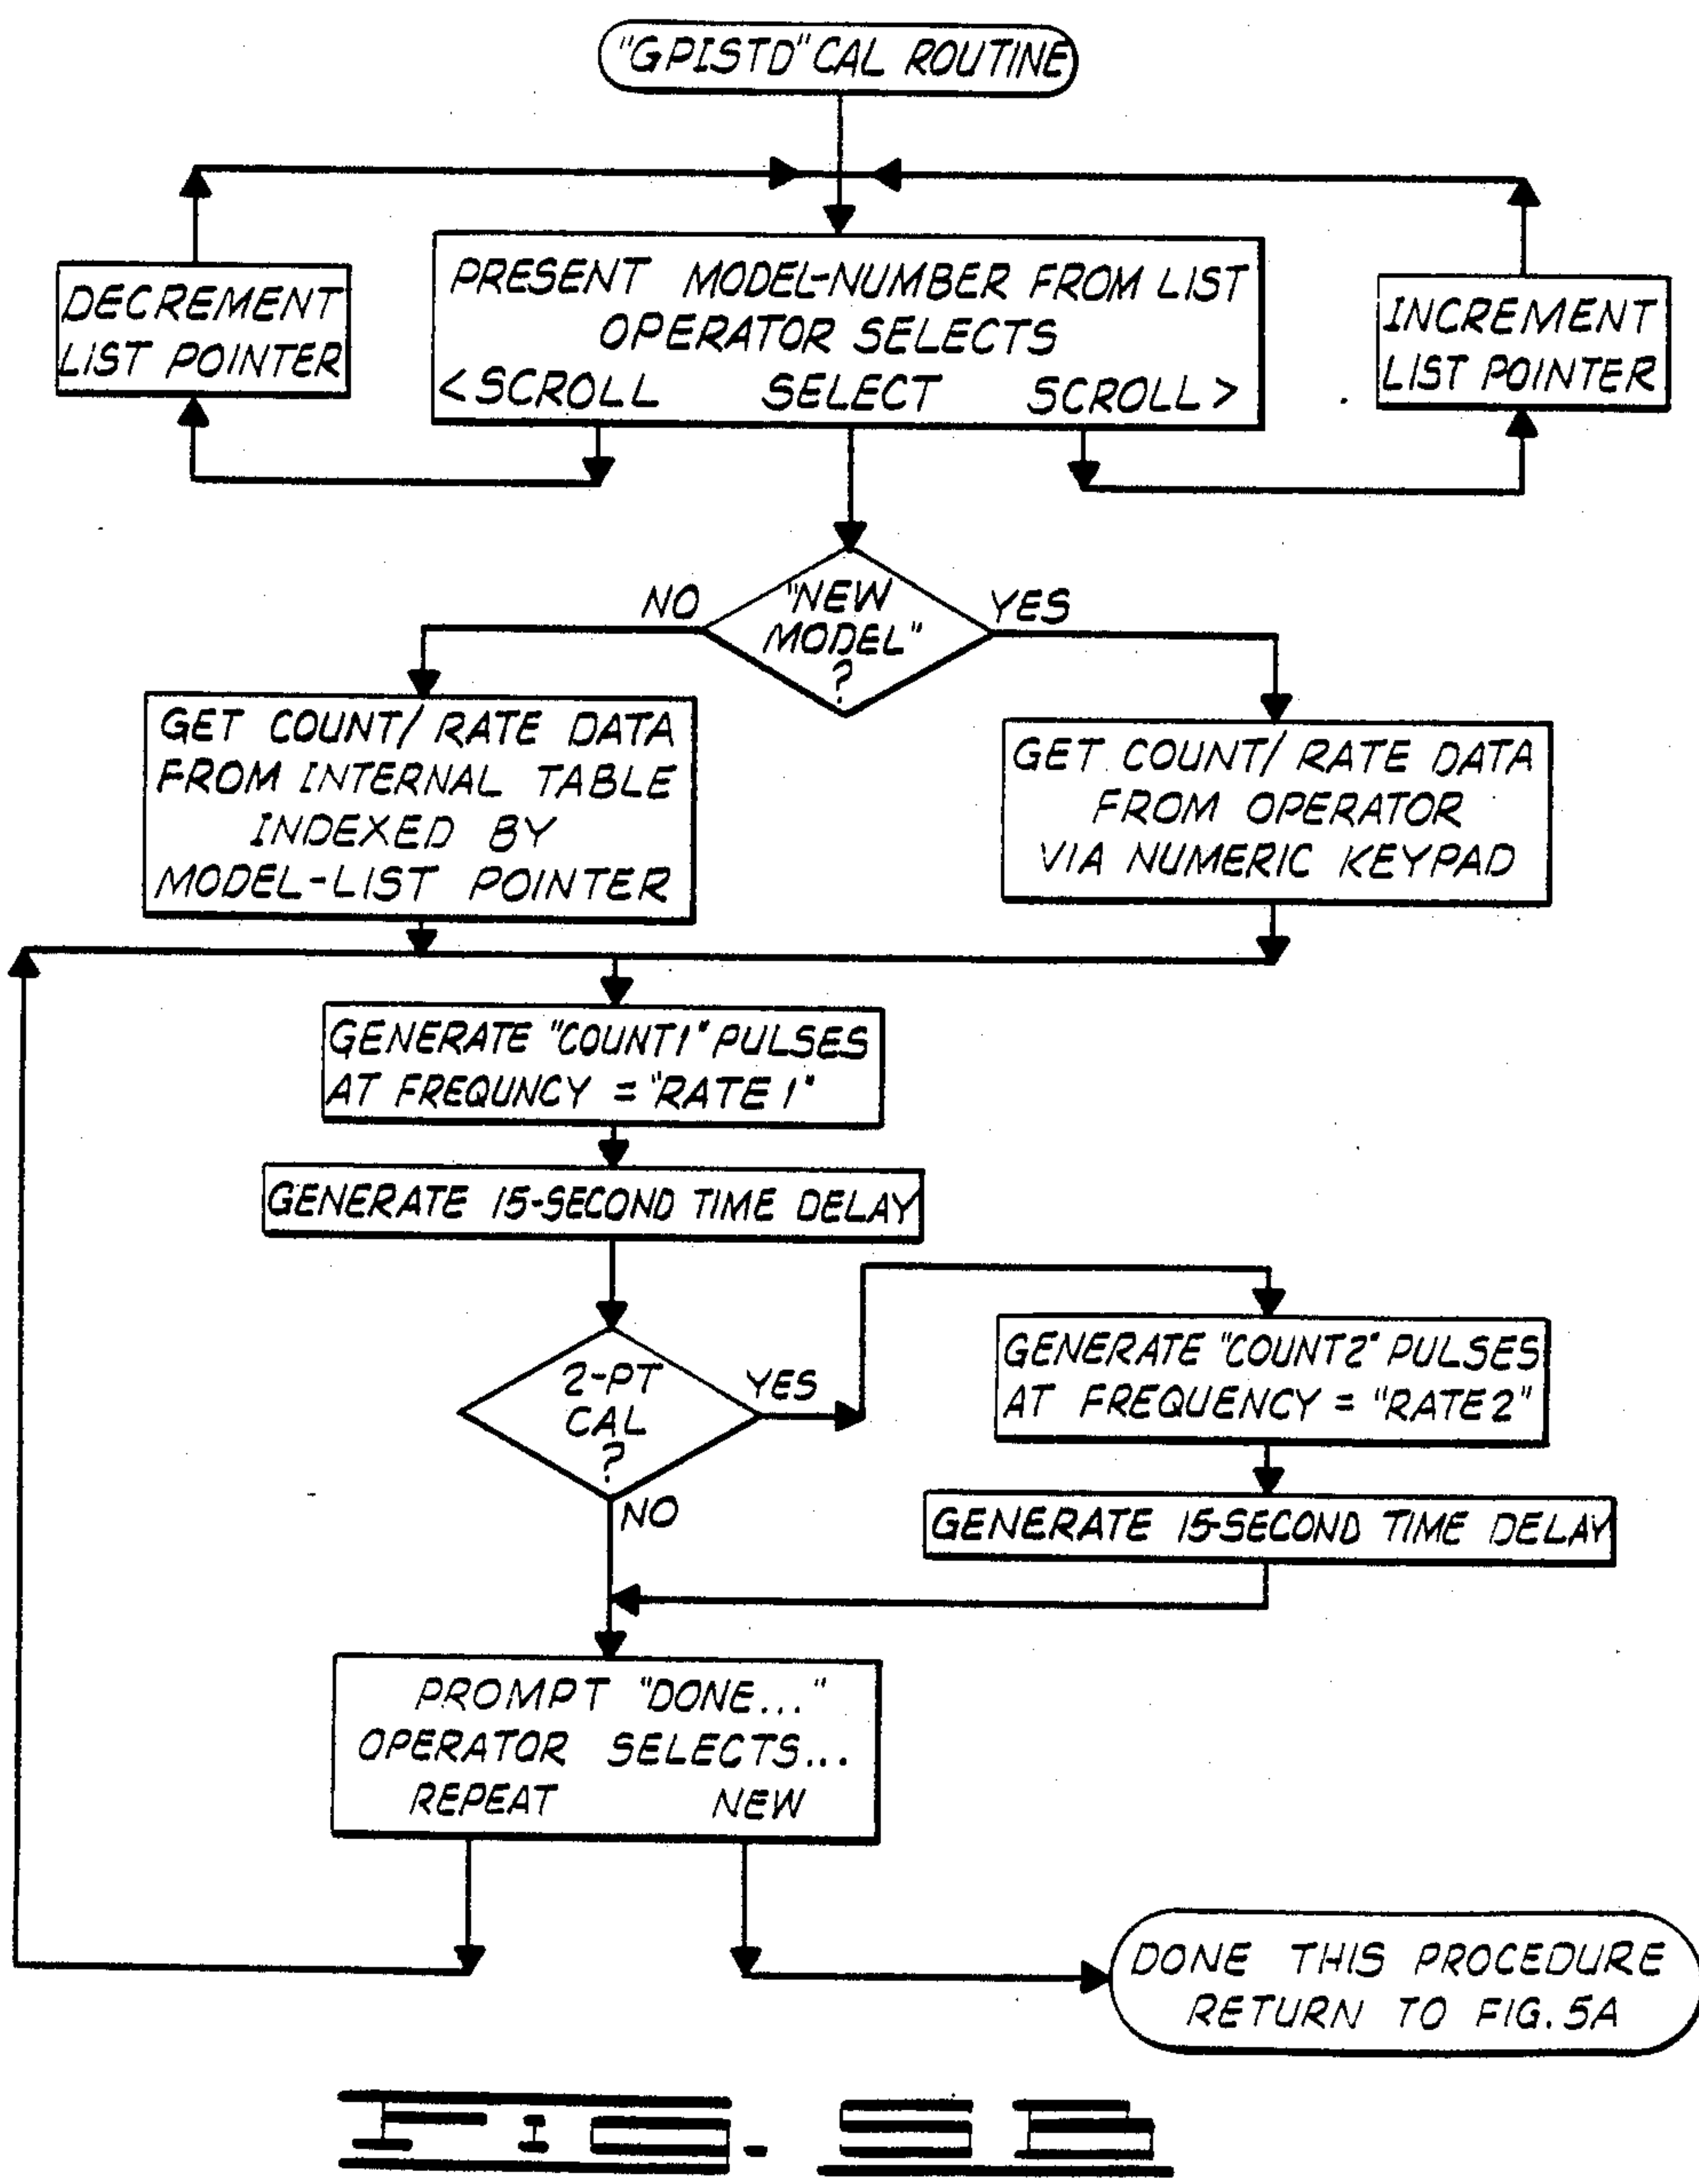 "GPISTD" CAL ROUTINE
DECREMENT
LIST POINTER
PRESENT MODEL-NUMBER FROM LIST
OPERATOR SELECTS
<SCROLL SELECT SCROLL>
INCREMENT
LIST POINTER
"NEW
MODEL"
?
NO
YES
GET COUNT/ RATE DATA
FROM INTERNAL TABLE
INDEXED BY
MODEL-LIST POINTER
GET COUNT/ RATE DATA
FROM OPERATOR
VIA NUMERIC KEYPAD
GENERATE "COUNT1" PULSES
AT FREQUNCY = "RATE 1"
GENERATE 15-SECOND TIME DELAY
2-PT
CAL
?
YES
NO
GENERATE "COUNT2" PULSES
AT FREQUENCY = "RATE2"
GENERATE 15-SECOND TIME DELAY
PROMPT "DONE..."
OPERATOR SELECTS...
REPEAT NEW
DONE THIS PROCEDURE
RETURN TO FIG. 5A